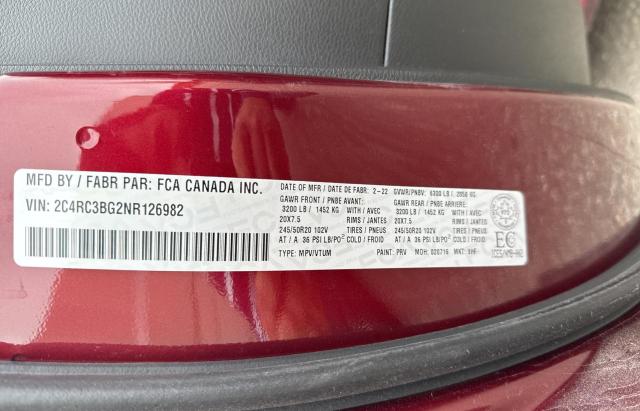 MFD BY / FABR PAR: FCA CANADA INC.
VIN: 2C4RC3BG2NR126982
DATE OF MFR / DATE DE FABR: 2-22 GVWR/PNBV: 6300 LB / 2858 KG
GAWR FRONT / PNBE AVANT: GAWR REAR / PNBE ARRIERE:
3200 LB / 1452 KG WITH / AVEC 3200 LB / 1452 KG WITH / AVEC
20X7.5 RIMS / JANTES 20X7.5 RIMS / JANTES
245/50R20 102V TIRES / PNEUS 245/50R20 102V TIRES / PNEUS
AT / A 36 PSI LB/PO² COLD / FROID AT / A 36 PSI LB/PO² COLD / FROID
TYPE: MPV/VTUM PAINT: PRV MDH: 020716 MKT:
EC